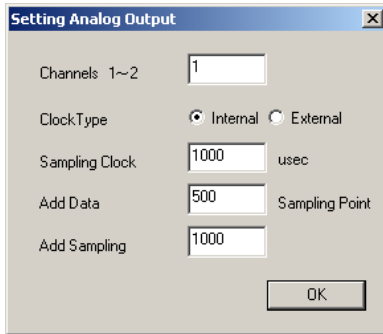 Setting Analog Output
Channels 1~2 1
ClockType Internal External
Sampling Clock 1000 usec
Add Data 500 Sampling Point
Add Sampling 1000
OK